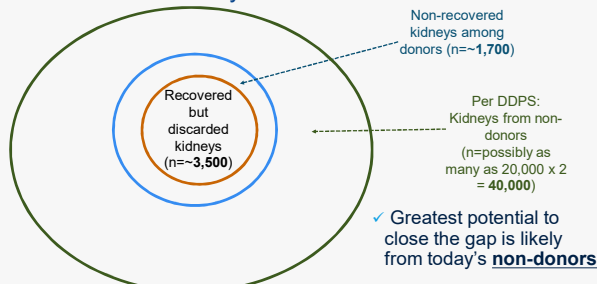 Non-recovered
kidneys among
donors (n=~1,700)
Recovered
but
discarded
kidneys
(n=~3,500)
Per DDPS:
Kidneys from non-
donors
(n=possibly as
many as 20,000 x 2
= 40,000)
✓ Greatest potential to
close the gap is likely
from today's non-donors